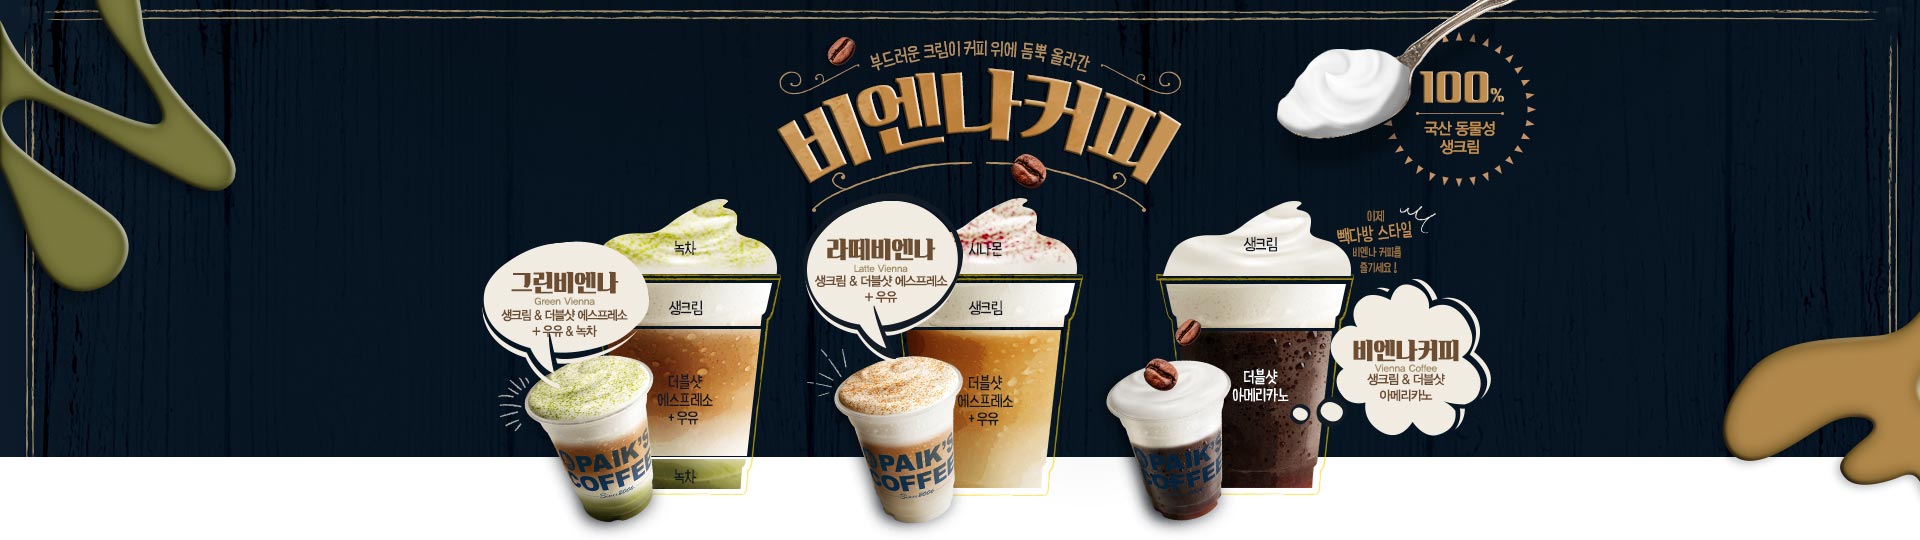 부드러운 크림이 커피 위에 듬뿍 올라간
비엔나커피
100%
국산 동물성
생크림
그린비엔나
Green Vienna
생크림 & 더블샷 에스프레소
+ 우유 & 녹차
녹차
생크림
더블샷
에스프레소
+ 우유
녹차
PAIK'S
COFFEE
Since 2006
라떼비엔나
Latte Vienna
생크림 & 더블샷 에스프레소
+ 우유
시나몬
생크림
더블샷
에스프레소
+ 우유
PAIK'S
COFFEE
Since 2006
생크림
더블샷
아메리카노
PAIK'S
COFFEE
이제
빽다방 스타일
비엔나 커피를
즐기세요!
비엔나커피
Vienna Coffee
생크림 & 더블샷
아메리카노